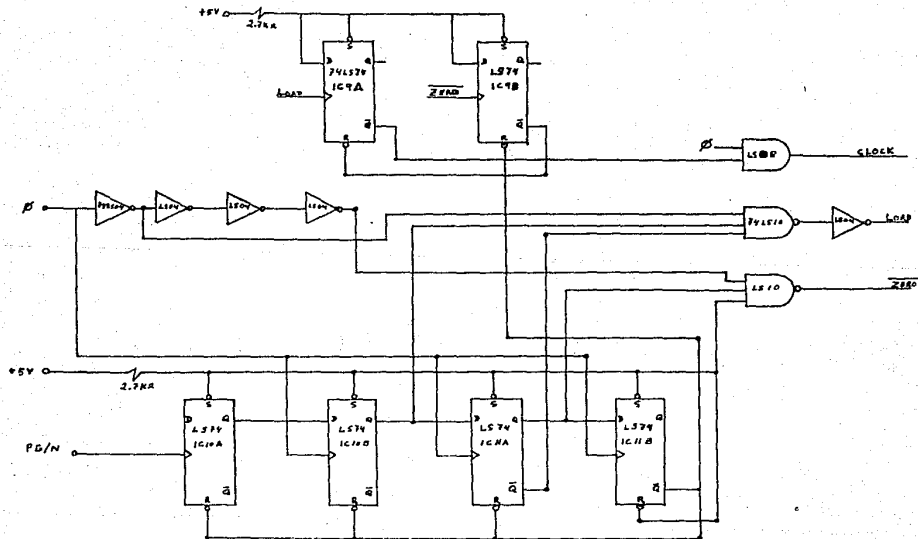 +5V
2.7KΩ
S
S
D
Q
D
Q
74LS74
LS74
IC9A
IC9B
LOAD
ZERO
Q
Q
R
R
Ø
LS08
CLOCK
Ø
LS04
LS04
LS04
74LS10
LS04
LOAD
LS10
ZERO
+5V
2.7KΩ
S
S
S
S
D
Q
D
Q
D
Q
D
Q
LS74
LS74
LS74
LS74
IC10A
IC10B
IC11A
IC11B
PG/N
Q
Q
Q
R
R
R
R